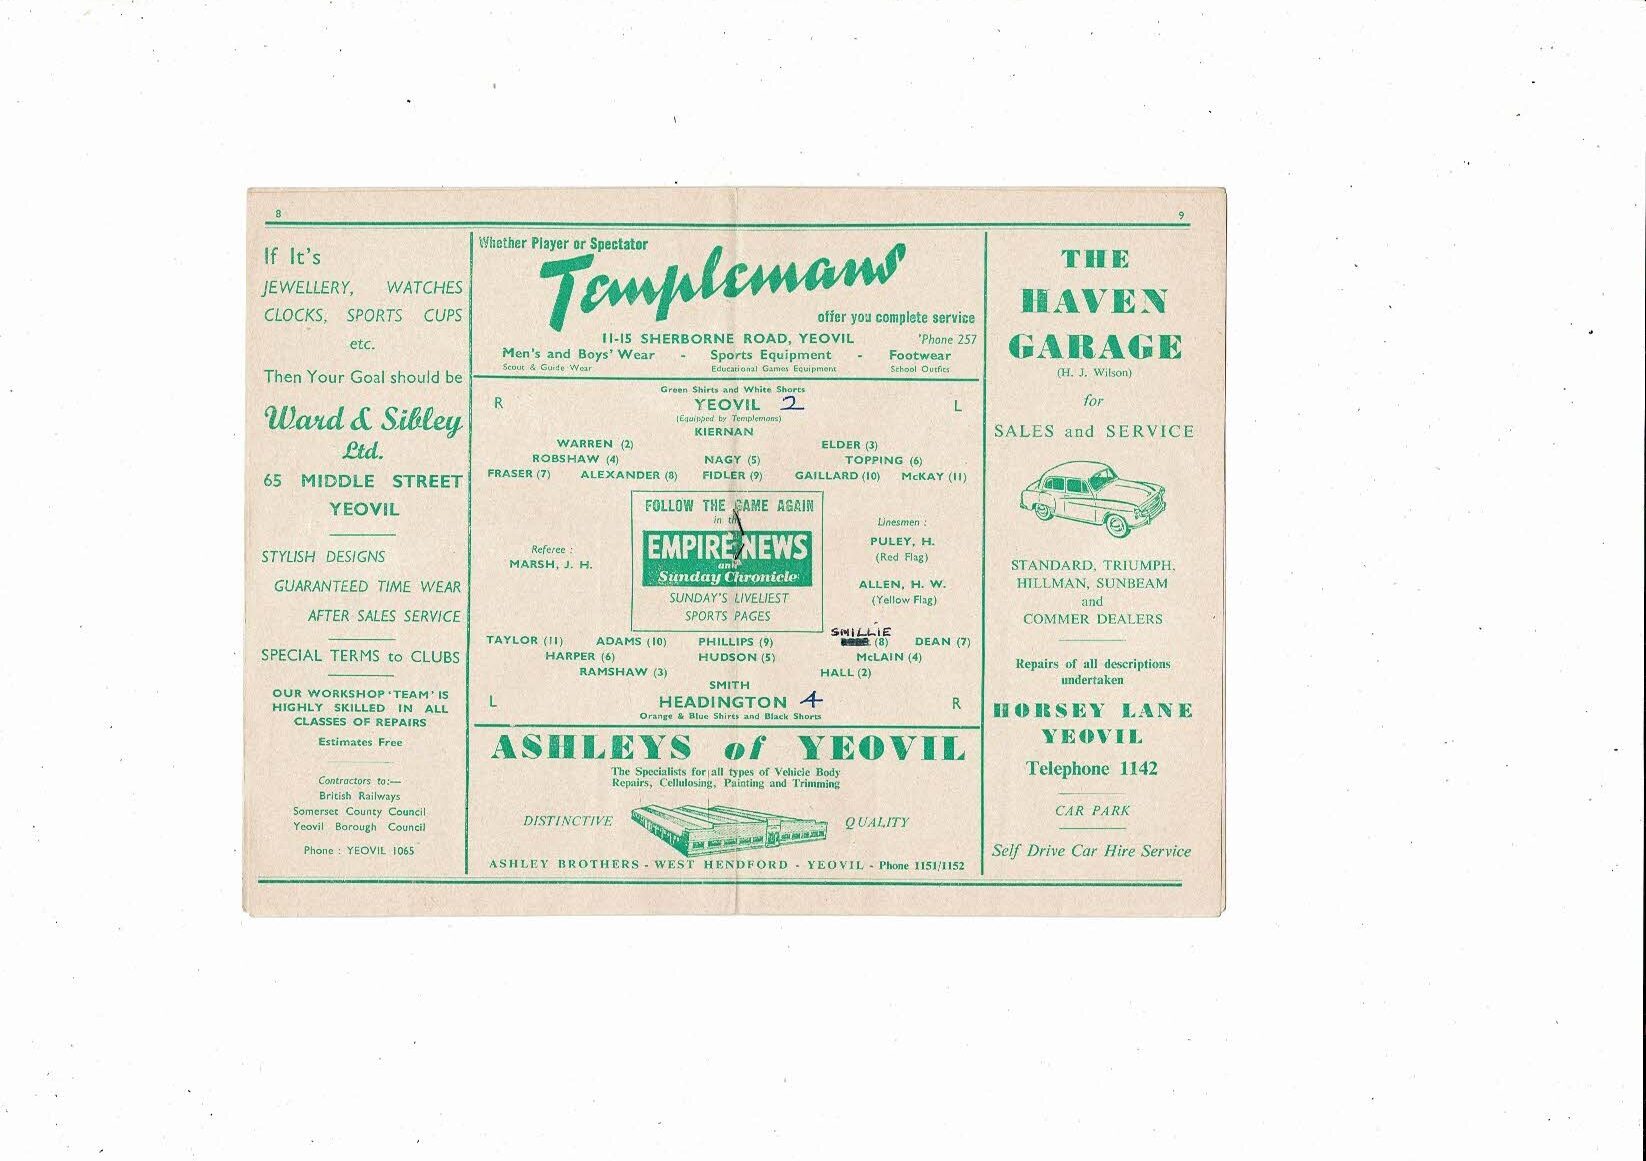 8
9
If It's
JEWELLERY, WATCHES
CLOCKS, SPORTS CUPS
etc.
Then Your Goal should be
Ward & Sibley
Ltd.
65 MIDDLE STREET
YEOVIL
STYLISH DESIGNS
GUARANTEED TIME WEAR
AFTER SALES SERVICE
SPECIAL TERMS to CLUBS
OUR WORKSHOP 'TEAM' IS
HIGHLY SKILLED IN ALL
CLASSES OF REPAIRS
Estimates Free
Contractors to:—
British Railways
Somerset County Council
Yeovil Borough Council
Phone : YEOVIL 1065
Whether Player or Spectator
Templemans
offer you complete service
11-15 SHERBORNE ROAD, YEOVIL 'Phone 257
Men's and Boys' Wear - Sports Equipment - Footwear
Scout & Guide Wear Educational Games Equipment School Outfits
Green Shirts and White Shorts
R YEOVIL 2 L
(Equipped by Templemans)
KIERNAN
WARREN (2) ELDER (3)
ROBSHAW (4) NAGY (5) TOPPING (6)
FRASER (7) ALEXANDER (8) FIDLER (9) GAILLARD (10) McKAY (11)
FOLLOW THE GAME AGAIN
in the
EMPIRE NEWS
and
Sunday Chronicle
SUNDAY'S LIVELIEST
SPORTS PAGES
Referee :
MARSH, J. H.
Linesmen :
PULEY, H.
(Red Flag)
ALLEN, H. W.
(Yellow Flag)
SMILLIE
TAYLOR (11) ADAMS (10) PHILLIPS (9) (8) DEAN (7)
HARPER (6) HUDSON (5) McLAIN (4)
RAMSHAW (3) HALL (2)
SMITH
L HEADINGTON 4 R
Orange & Blue Shirts and Black Shorts
ASHLEYS of YEOVIL
The Specialists for all types of Vehicle Body
Repairs, Cellulosing, Painting and Trimming
DISTINCTIVE QUALITY
ASHLEY BROTHERS - WEST HENDFORD - YEOVIL - Phone 1151/1152
THE
HAVEN
GARAGE
(H. J. Wilson)
for
SALES and SERVICE
STANDARD, TRIUMPH,
HILLMAN, SUNBEAM
and
COMMER DEALERS
Repairs of all descriptions
undertaken
HORSEY LANE
YEOVIL
Telephone 1142
CAR PARK
Self Drive Car Hire Service